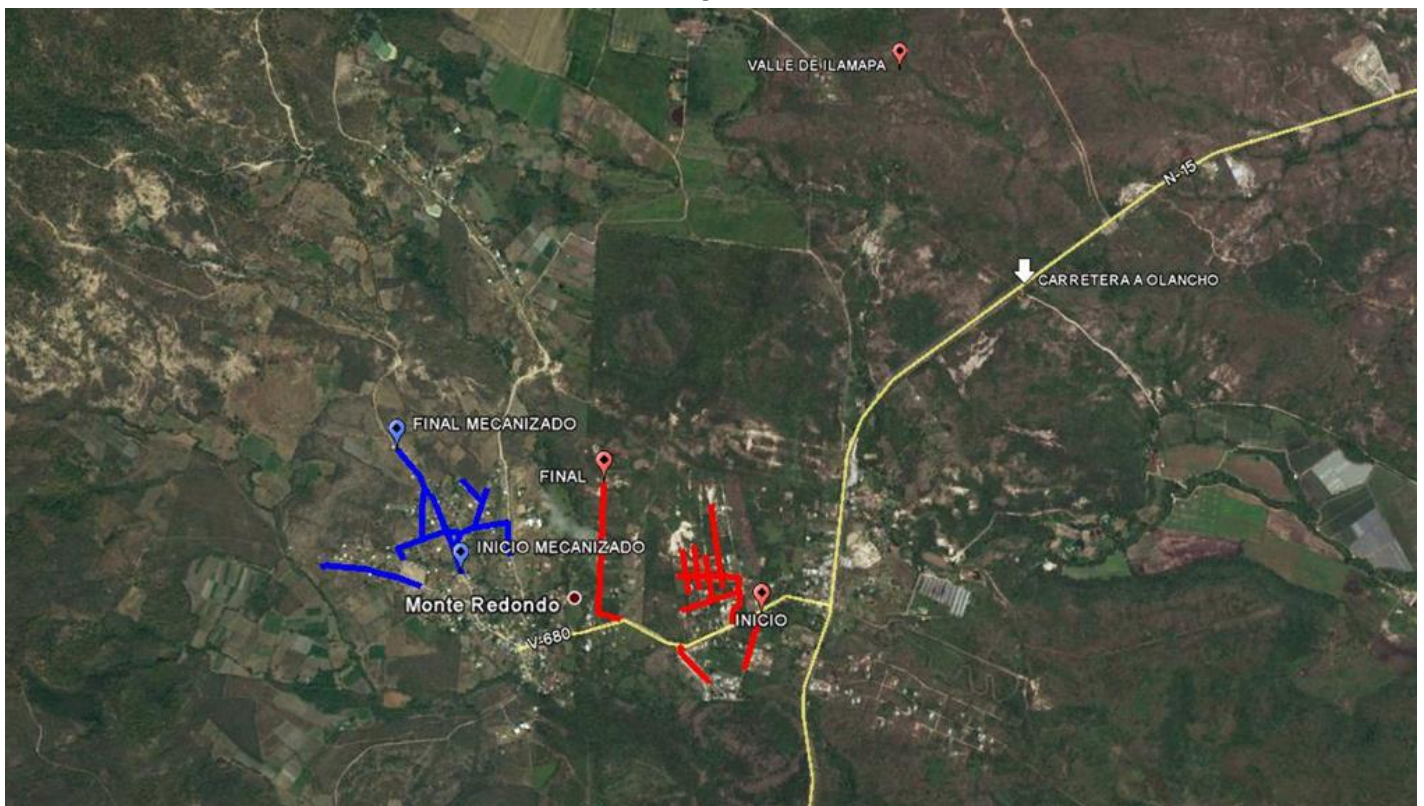 VALLE DE ILAMAPA
N-15
CARRETERA A OLANCHO
FINAL MECANIZADO
FINAL
INICIO MECANIZADO
Monte Redondo
INICIO
V-680